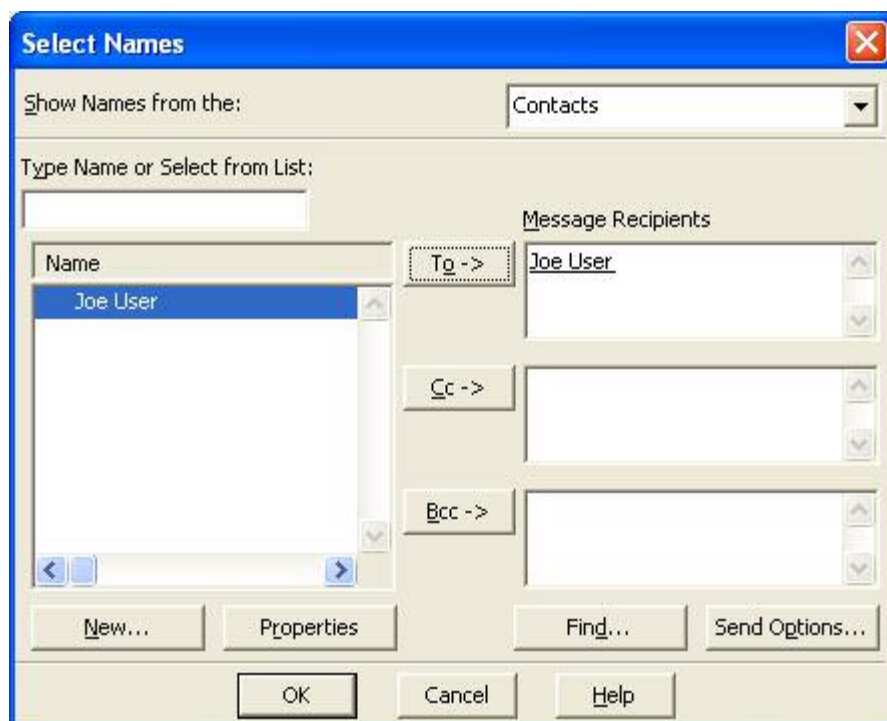 Select Names
Show Names from the:
Contacts
Type Name or Select from List:
Message Recipients
Name
To ->
Joe User
Joe User
Cc ->
Bcc ->
New...
Properties
Find...
Send Options...
OK
Cancel
Help